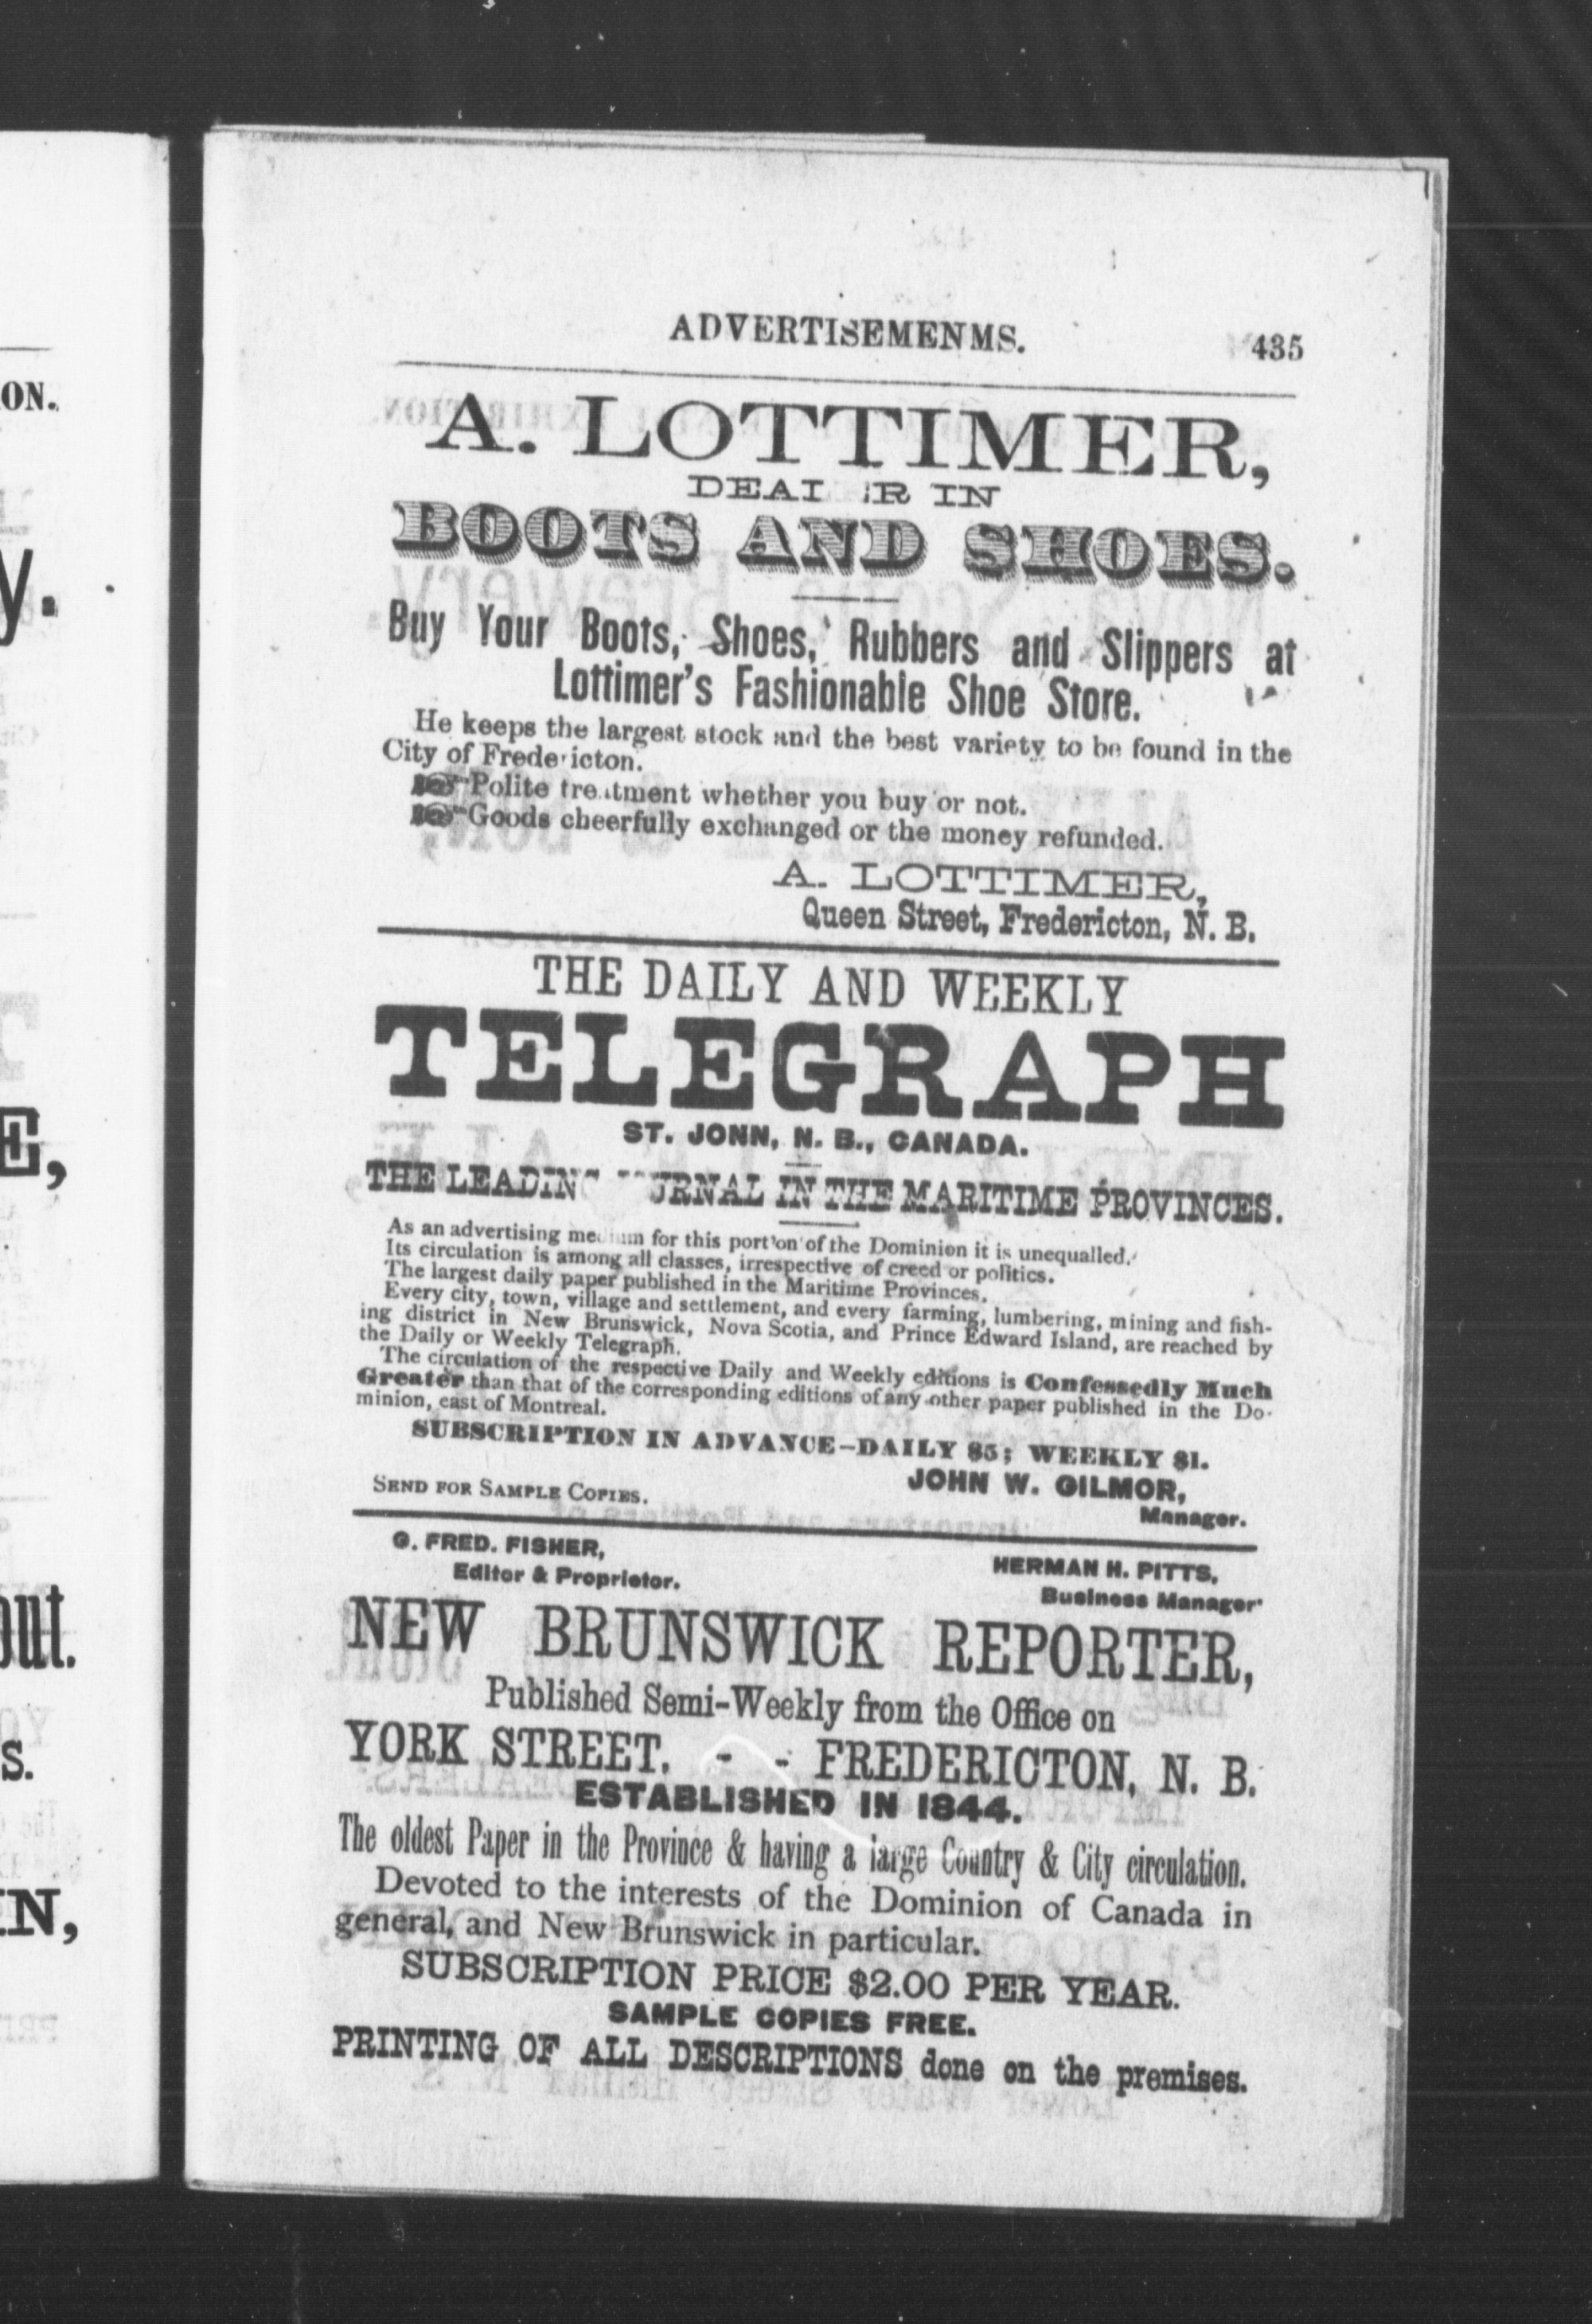 ADVERTISEMENMS. 435
A. LOTTIMER,
IN
BOOTS AND SHOES.
Buy Your Boots, Shoes, Rubbers and Slippers at
Lottimer's Fashionable Shoe Store.
He keeps the largest stock and the best variety to be found in the
City of Fredericton.
☞Polite treatment whether you buy or not.
☞Goods cheerfully exchanged or the money refunded.
A. LOTTIMER,
Queen Street, Fredericton, N. B.
THE DAILY AND WEEKLY
TELEGRAPH
ST. JONN, N. B., CANADA.
THE LEADING JOURNAL IN THE MARITIME PROVINCES.
As an advertising medium for this portion of the Dominion it is unequalled.
Its circulation is among all classes, irrespective of creed or politics.
The largest daily paper published in the Maritime Provinces.
Every city, town, village and settlement, and every farming, lumbering, mining and fish-
ing district in New Brunswick, Nova Scotia, and Prince Edward Island, are reached by
the Daily or Weekly Telegraph.
The circulation of the respective Daily and Weekly editions is Confessedly Much
Greater than that of the corresponding editions of any other paper published in the Do-
minion, east of Montreal.
SUBSCRIPTION IN ADVANCE-DAILY $5; WEEKLY $1.
SEND FOR SAMPLE COPIES.
JOHN W. GILMOR,
Manager.
G. FRED. FISHER,
Editor & Proprietor.
HERMAN H. PITTS,
Business Manager
NEW BRUNSWICK REPORTER,
Published Semi-Weekly from the Office on
YORK STREET. - - FREDERICTON, N. B.
ESTABLISHED IN 1844.
The oldest Paper in the Province & having a large Country & City circulation.
Devoted to the interests of the Dominion of Canada in
general, and New Brunswick in particular.
SUBSCRIPTION PRICE $2.00 PER YEAR.
SAMPLE COPIES FREE.
PRINTING OF ALL DESCRIPTIONS done on the premises.